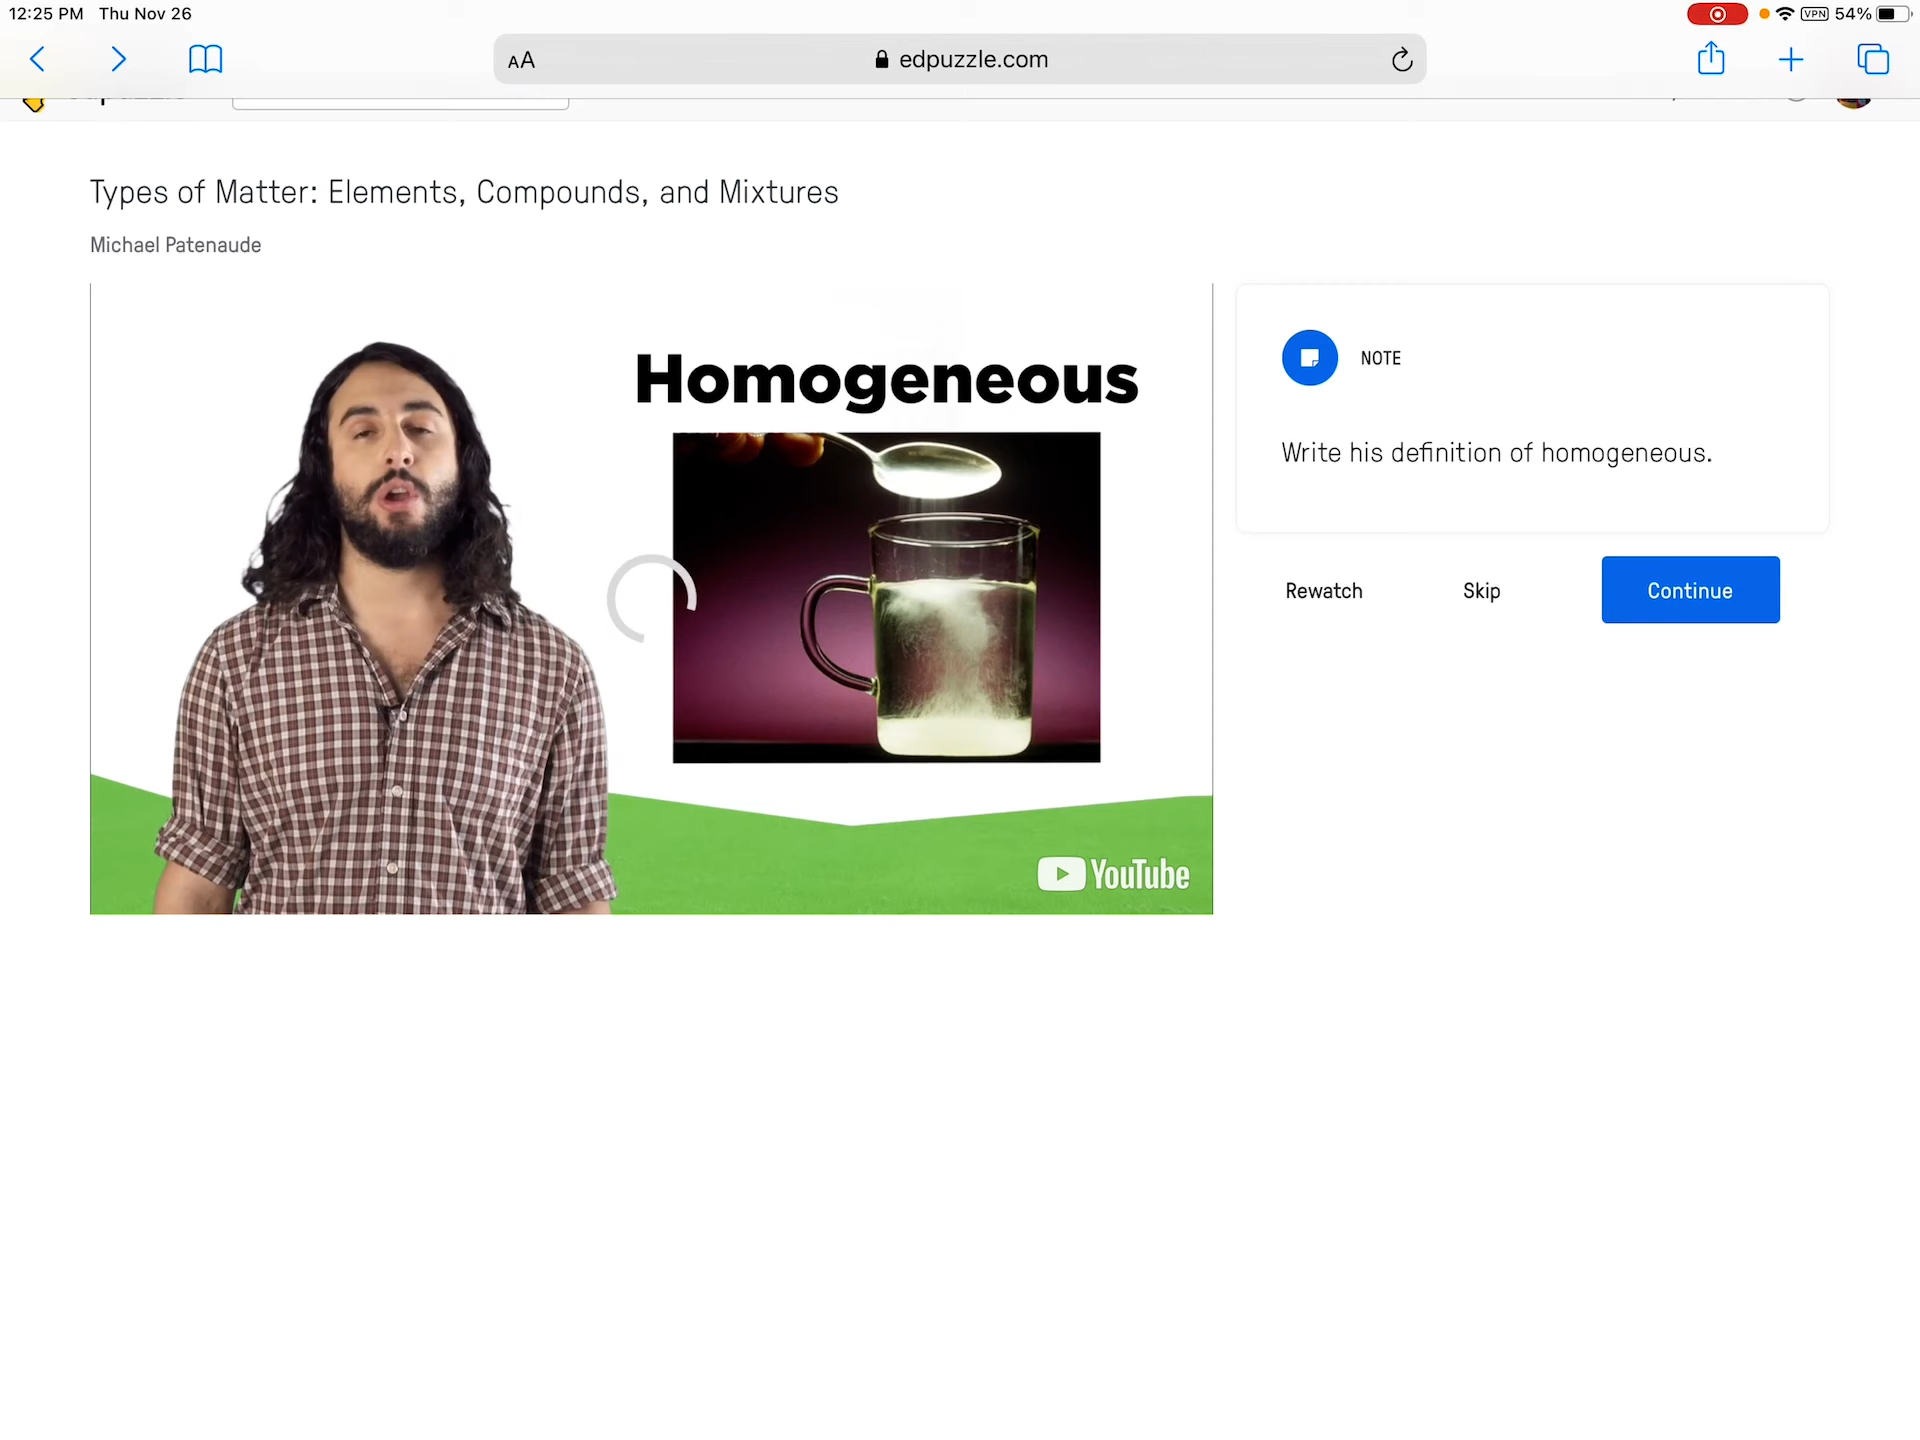 12:25 PM Thu Nov 26
VPN 54%
AA
edpuzzle.com
Types of Matter: Elements, Compounds, and Mixtures
Michael Patenaude
Homogeneous
YouTube
NOTE
Write his definition of homogeneous.
Rewatch
Skip
Continue